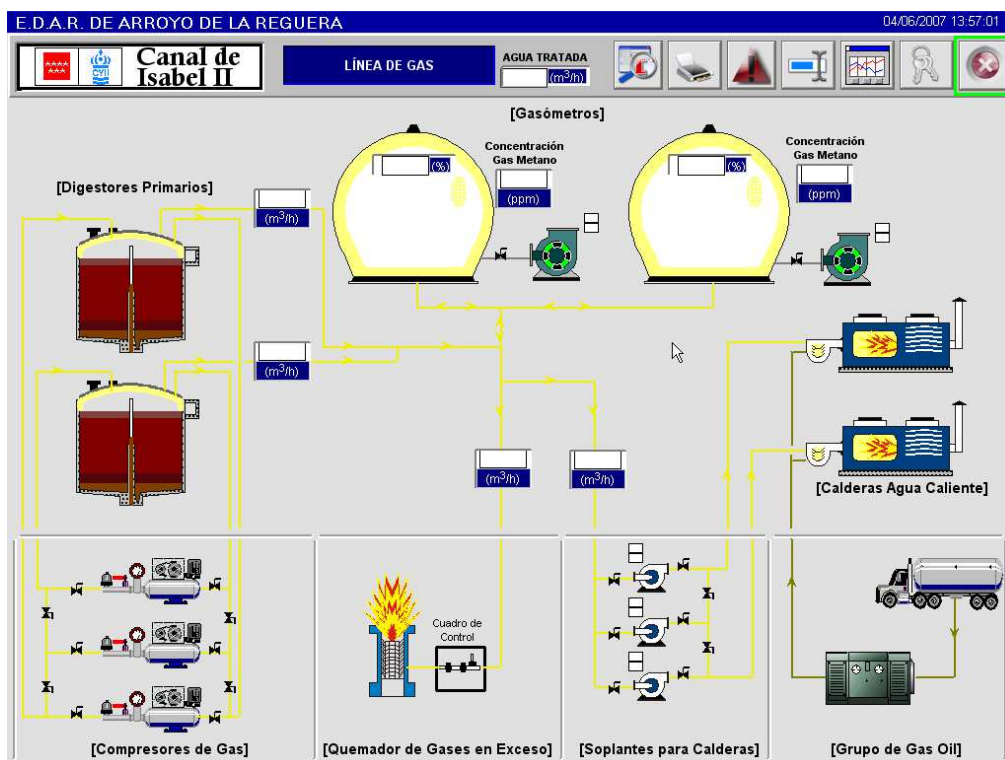 E.D.A.R. DE ARROYO DE LA REGUERA
04/06/2007 13:57:01
Canal de
Isabel II
CYII
LÍNEA DE GAS
AGUA TRATADA
(m³/h)
[Gasómetros]
(%)
Concentración
Gas Metano
(ppm)
(%)
Concentración
Gas Metano
(ppm)
[Digestores Primarios]
(m³/h)
(m³/h)
(m³/h)
(m³/h)
[Calderas Agua Caliente]
Cuadro de
Control
[Compresores de Gas]
[Quemador de Gases en Exceso]
[Soplantes para Calderas]
[Grupo de Gas Oil]